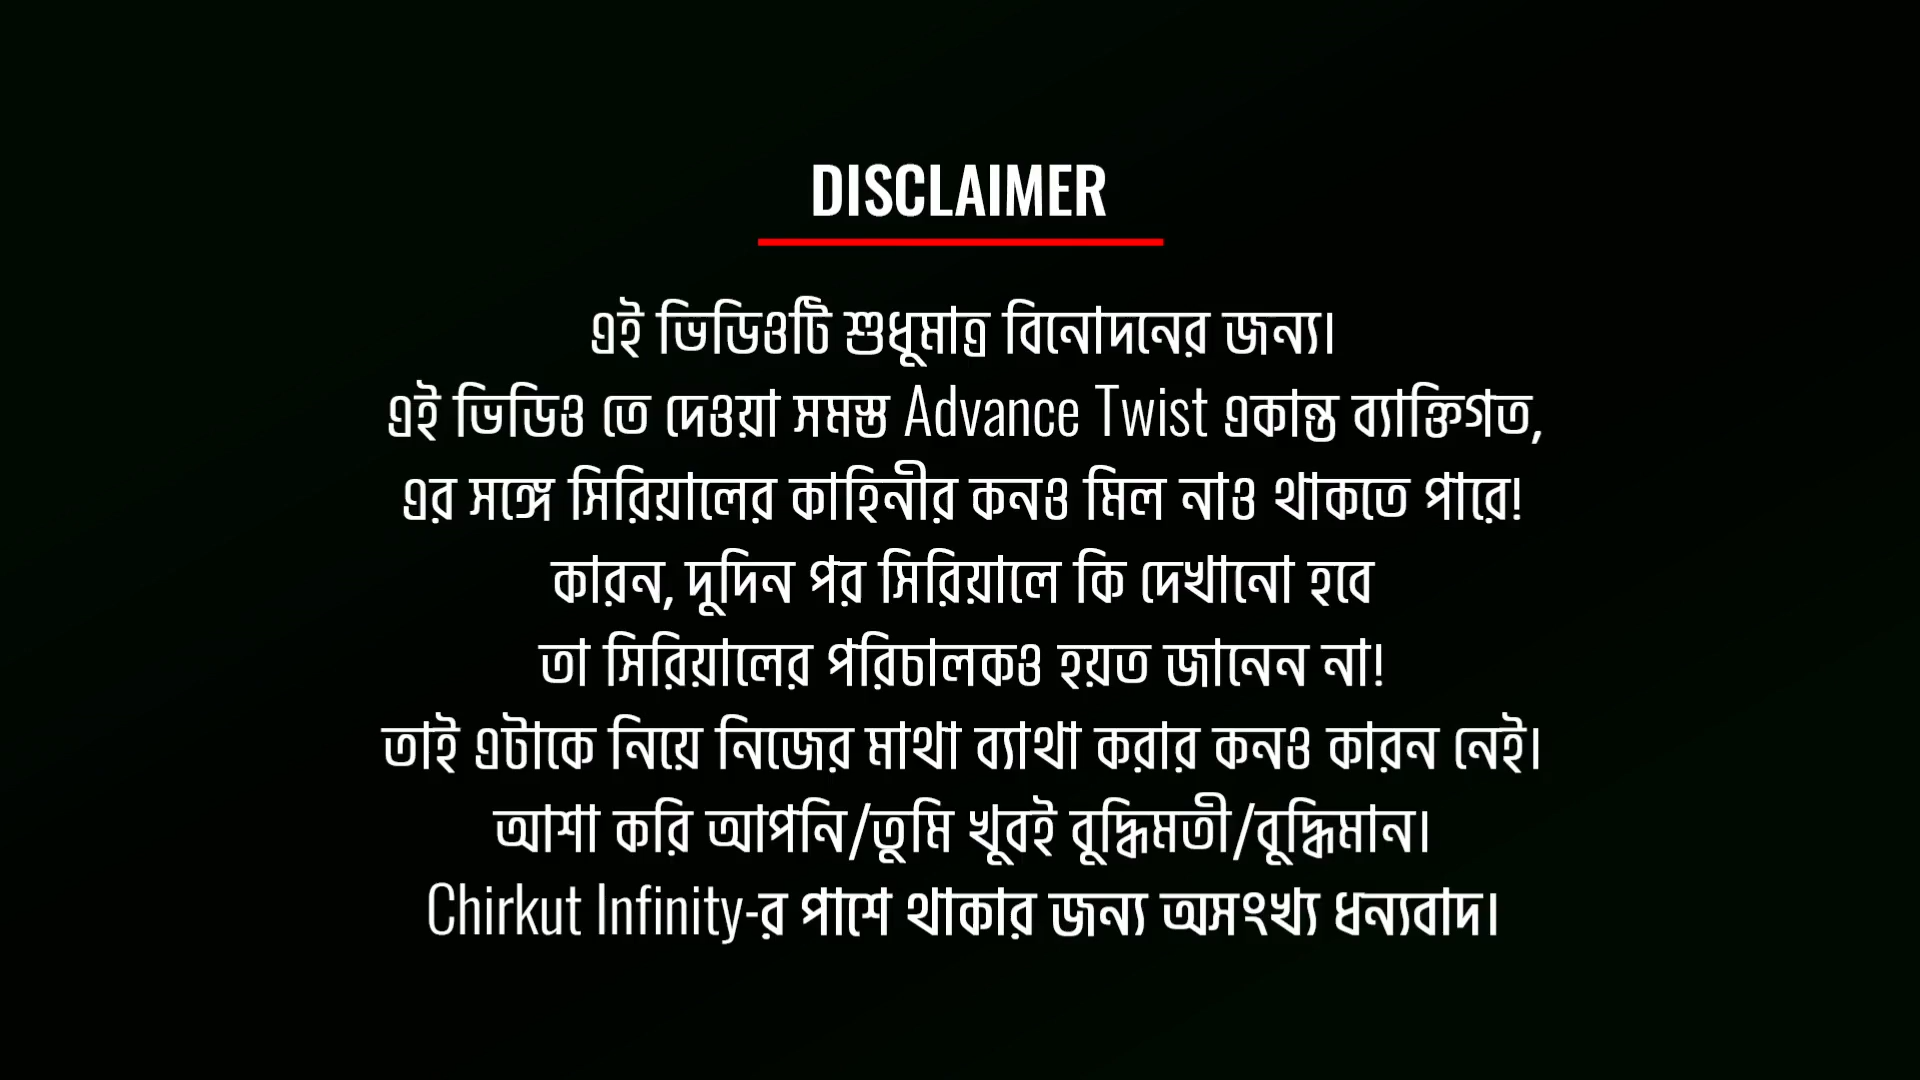 DISCLAIMER
এই ভিডিওটি শুধুমাত্র বিনোদনের জন্য।
এই ভিডিও তে দেওয়া সমস্ত Advance Twist একান্ত ব্যাক্তিগত,
এর সঙ্গে সিরিয়ালের কাহিনীর কনও মিল নাও থাকতে পারে!
কারন, দুদিন পর সিরিয়ালে কি দেখানো হবে
তা সিরিয়ালের পরিচালকও হয়ত জানেন না!
তাই এটাকে নিয়ে নিজের মাথা ব্যাথা করার কনও কারন নেই।
আশা করি আপনি/তুমি খুবই বুদ্ধিমতী/বুদ্ধিমান।
Chirkut Infinity-র পাশে থাকার জন্য অসংখ্য ধন্যবাদ।